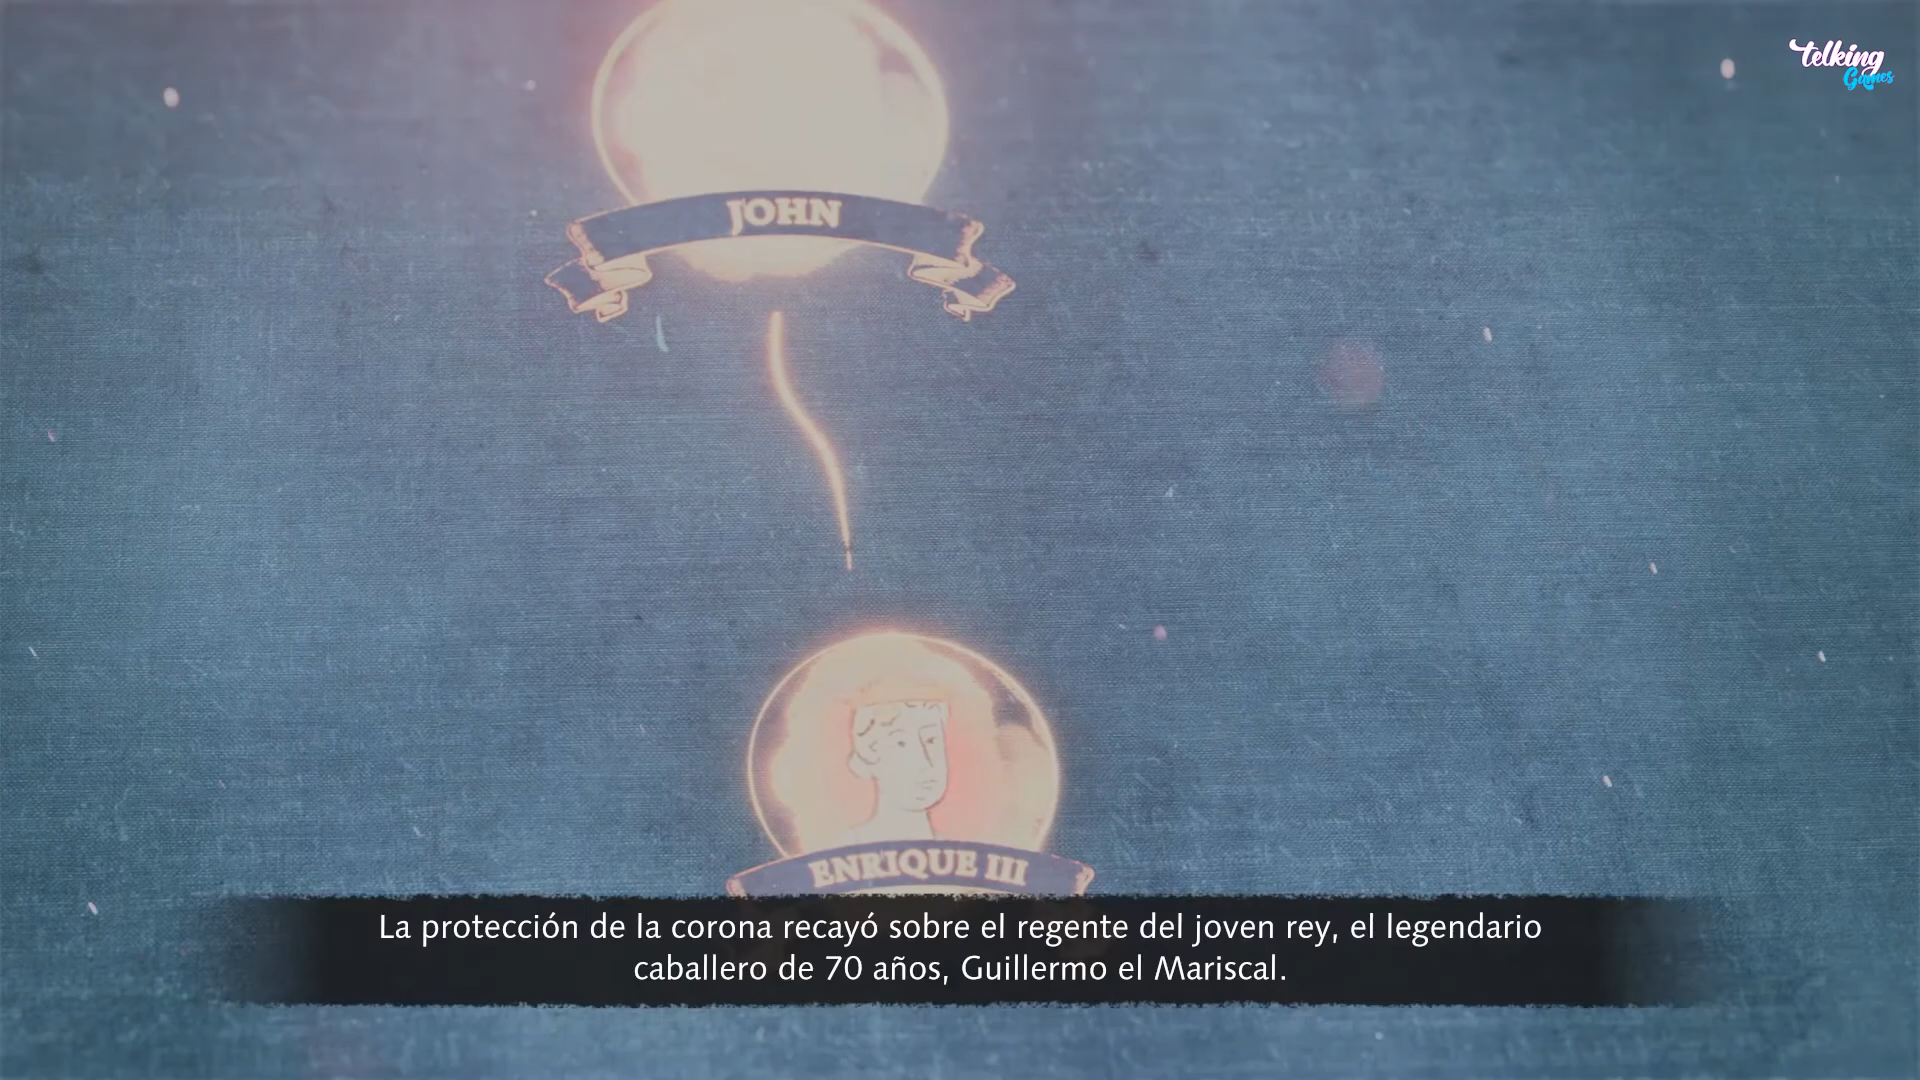 telking
Games
JOHN
ENRIQUE III
La protección de la corona recayó sobre el regente del joven rey, el legendario
caballero de 70 años, Guillermo el Mariscal.